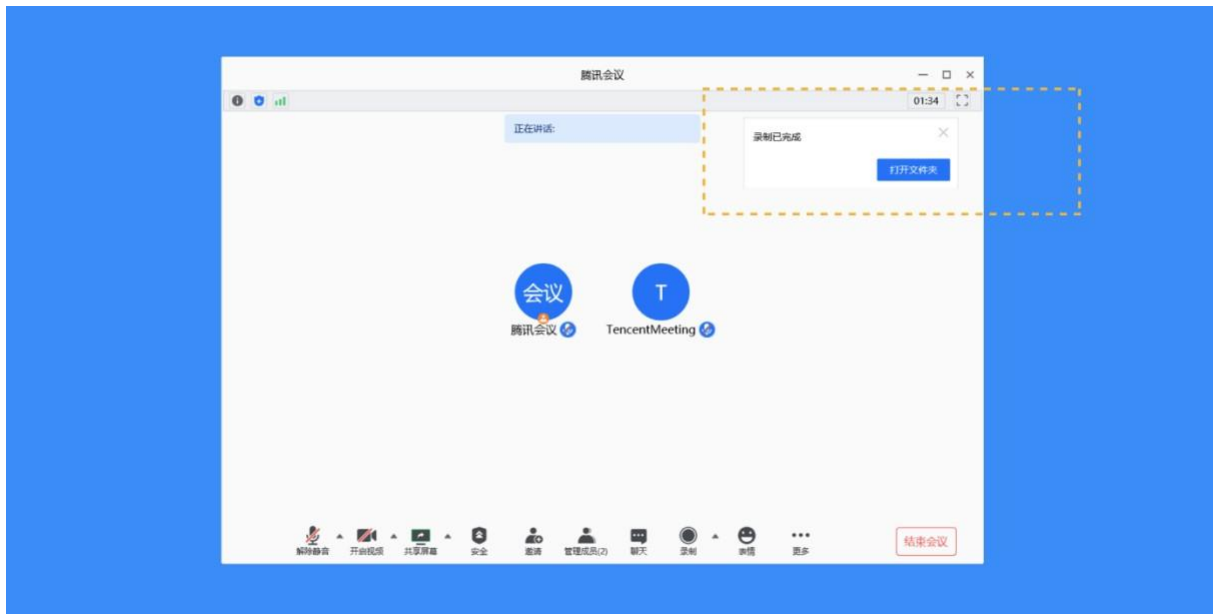 腾讯会议
01:34
正在讲话:
录制已完成
打开文件夹
会议
T
腾讯会议
TencentMeeting
解除静音
开启视频
共享屏幕
安全
邀请
管理成员(2)
聊天
录制
表情
更多
结束会议